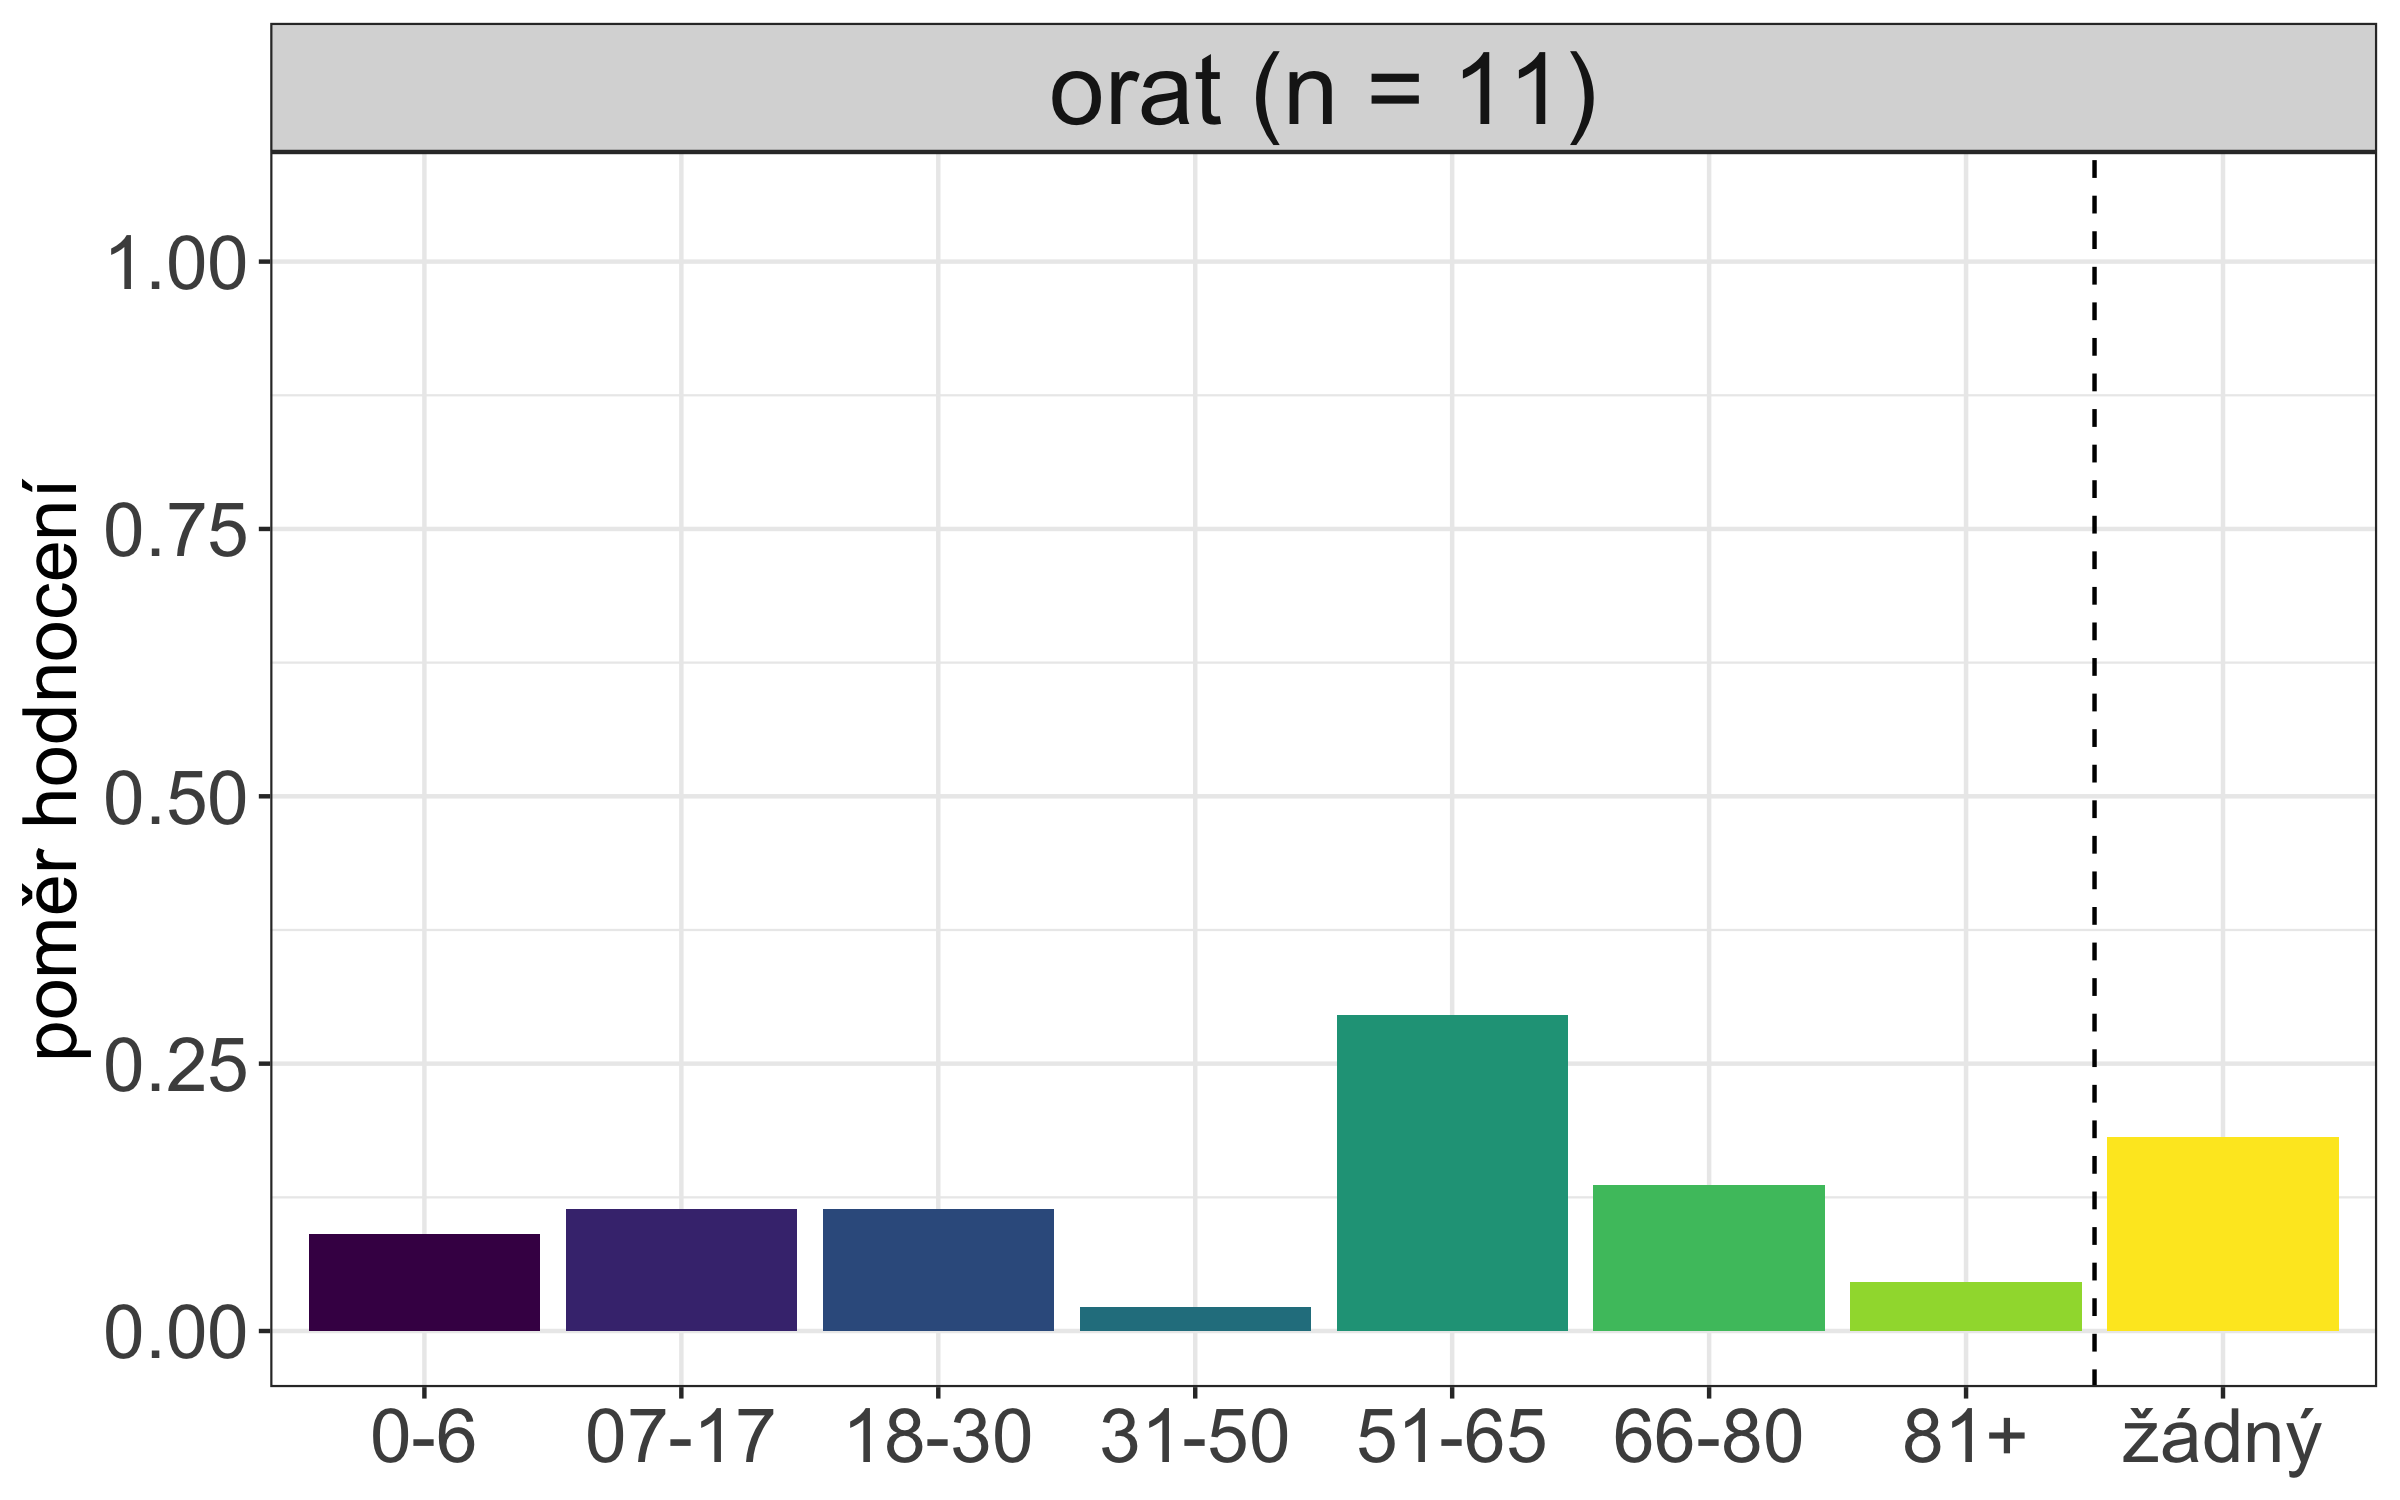 orat (n = 11)
poměr hodnocení
1.00
0.75
0.50
0.25
0.00
0-6 07-17 18-30 31-50 51-65 66-80 81+ žádný